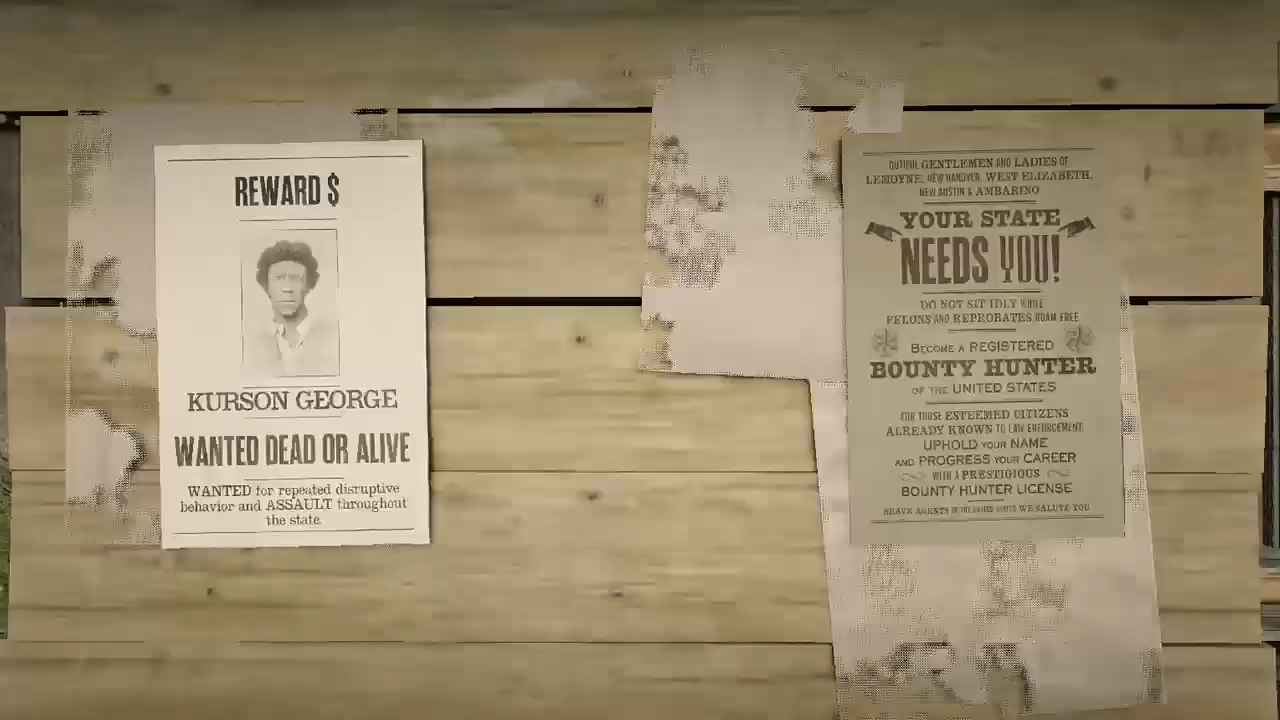 REWARD $
KURSON GEORGE
WANTED DEAD OR ALIVE
WANTED for repeated disruptive
behavior and ASSAULT throughout
the state.
DUTIFUL GENTLEMEN AND LADIES OF
LEMOYNE, NEW HANOVER, WEST ELIZABETH,
NEW AUSTIN & AMBARINO
YOUR STATE
NEEDS YOU!
DO NOT SIT IDLY WHILE
FELONS AND REPROBATES ROAM FREE
BECOME A REGISTERED
BOUNTY HUNTER
OF THE UNITED STATES
FOR THOSE ESTEEMED CITIZENS
ALREADY KNOWN TO LAW ENFORCEMENT
UPHOLD YOUR NAME
AND PROGRESS YOUR CAREER
WITH A PRESTIGIOUS
BOUNTY HUNTER LICENSE
BRAVE AGENTS OF THE UNITED STATES WE SALUTE YOU